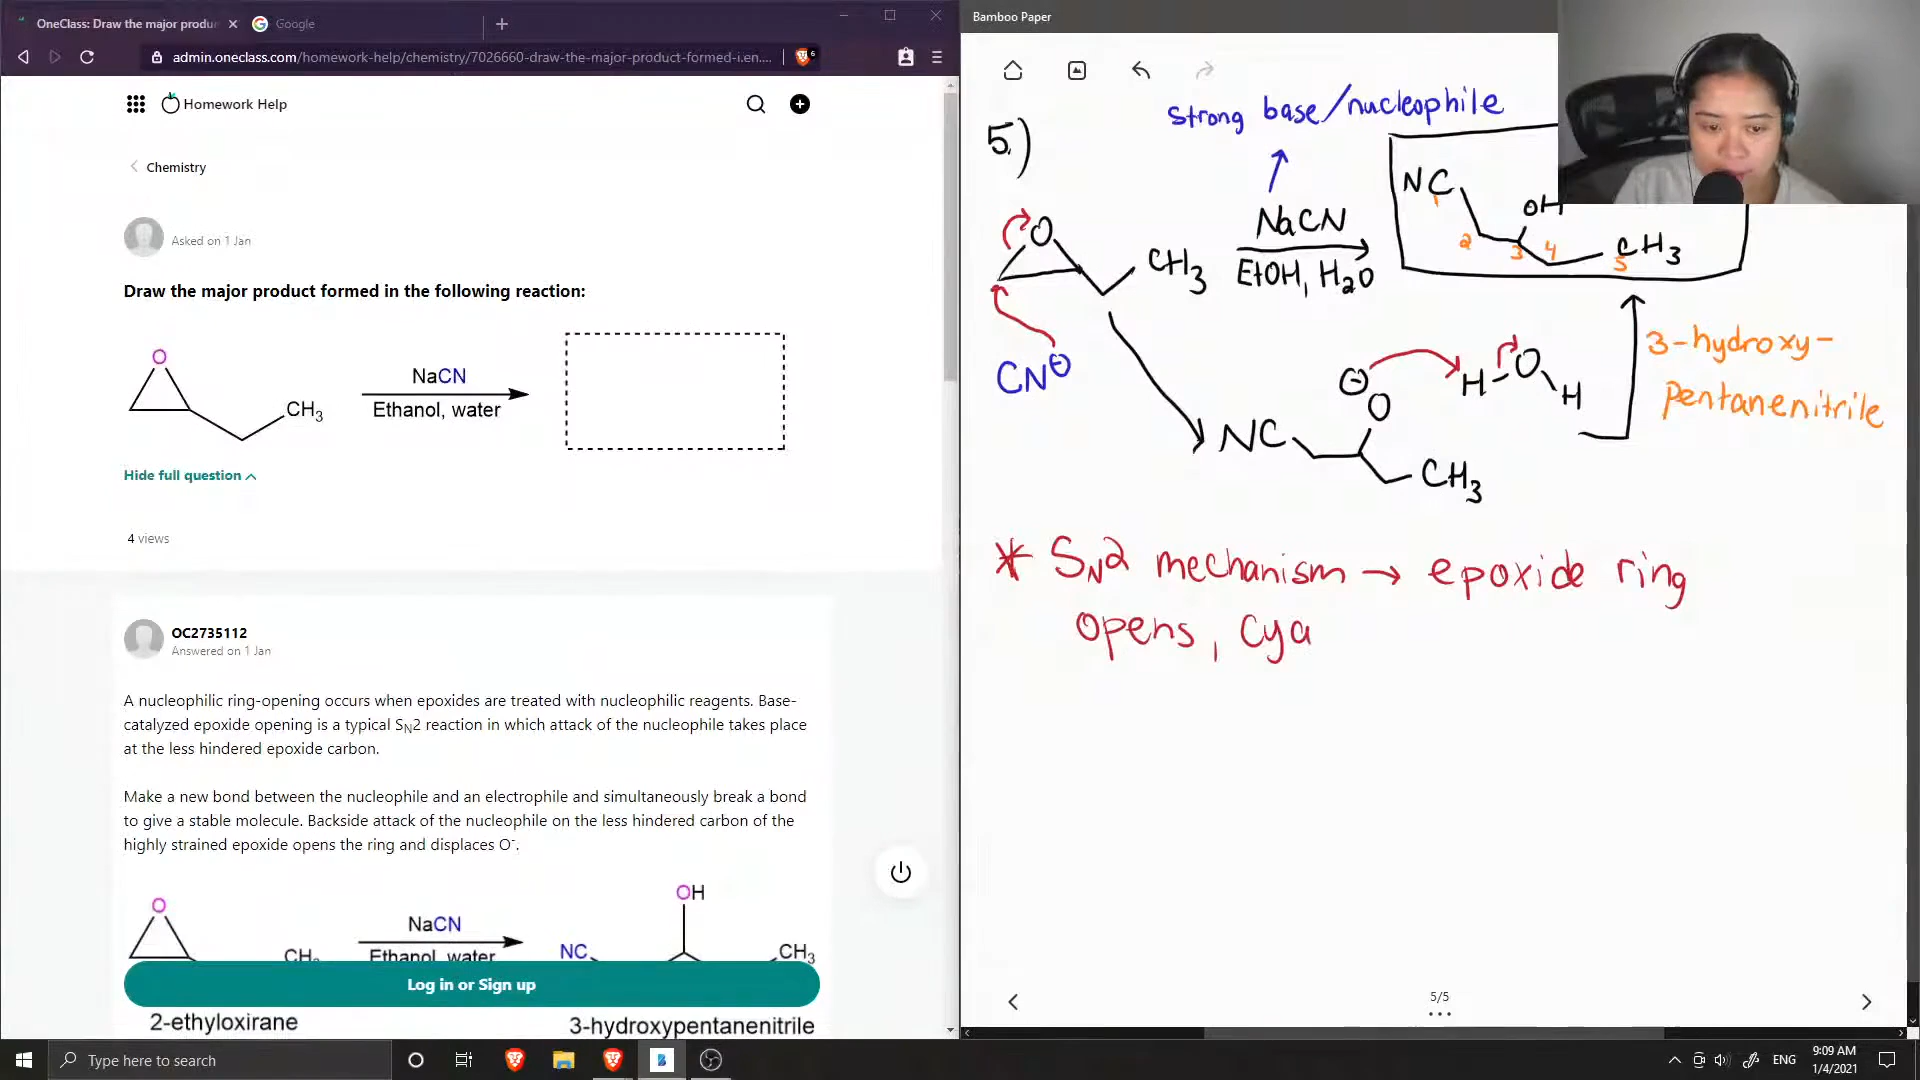 OneClass: Draw the major produ
Google
admin.oneclass.com/homework-help/chemistry/7026660-draw-the-major-product-formed-i.en....
6
Homework Help
Chemistry
Asked on 1 Jan
Draw the major product formed in the following reaction:
O
CH3
NaCN
Ethanol, water
Hide full question
4 views
OC2735112
Answered on 1 Jan
A nucleophilic ring-opening occurs when epoxides are treated with nucleophilic reagents. Base-
catalyzed epoxide opening is a typical SN2 reaction in which attack of the nucleophile takes place
at the less hindered epoxide carbon.
Make a new bond between the nucleophile and an electrophile and simultaneously break a bond
to give a stable molecule. Backside attack of the nucleophile on the less hindered carbon of the
highly strained epoxide opens the ring and displaces O-.
O
CH3
NaCN
Ethanol, water
NC
OH
CH3
Log in or Sign up
2-ethyloxirane
3-hydroxypentanenitrile
Bamboo Paper
5.)
strong base/nucleophile
O
CH3
NaCN
EtOH, H2O
NC
OH
CH3
1
2
3
4
5
CN⊖
⊖
O
H
O
H
NC
CH3
3-hydroxy-
pentanenitrile
* SN2 mechanism → epoxide ring
opens, cya
5/5
Type here to search
B
ENG
9:09 AM
1/4/2021